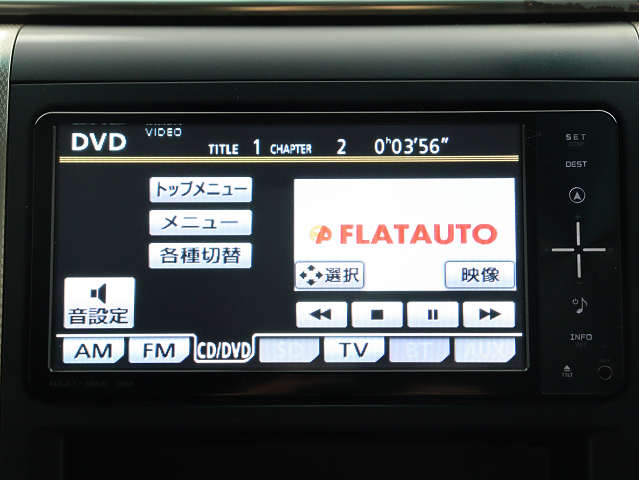 DVD VIDEO TITLE 1 CHAPTER 2 0h03'56"
トップメニュー
メニュー
各種切替
FLATAUTO
選択
映像
音設定
AM FM CD/DVD SD TV BT AUX
SET
DEST
INFO
TILT